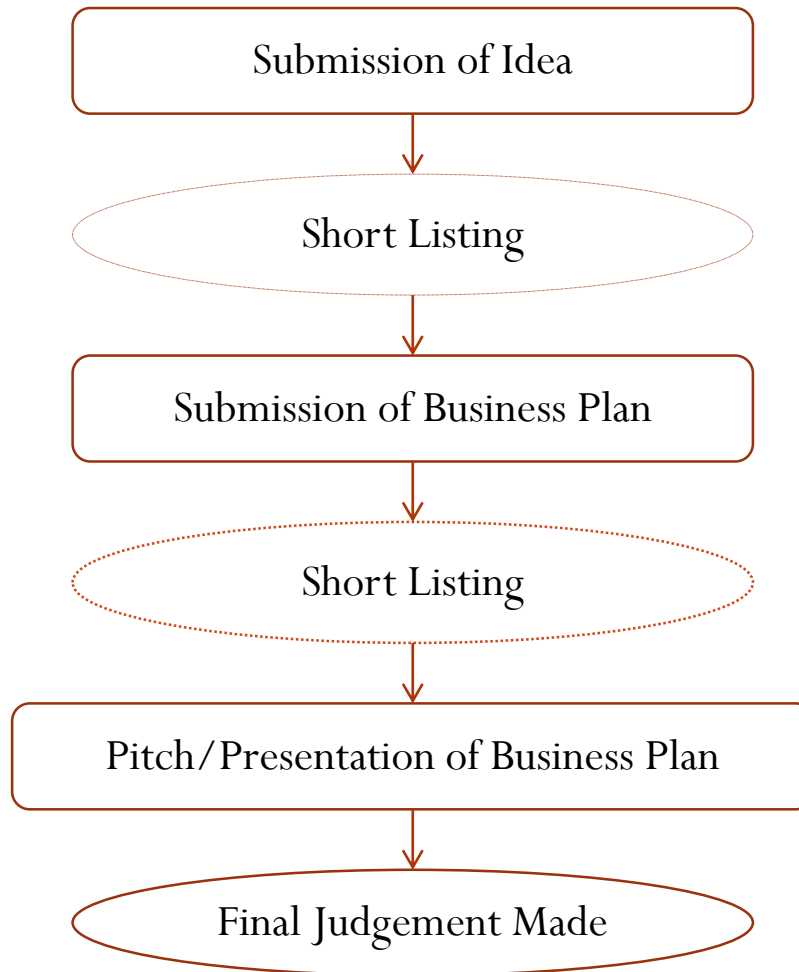 Submission of Idea
Short Listing
Submission of Business Plan
Short Listing
Pitch/Presentation of Business Plan
Final Judgement Made